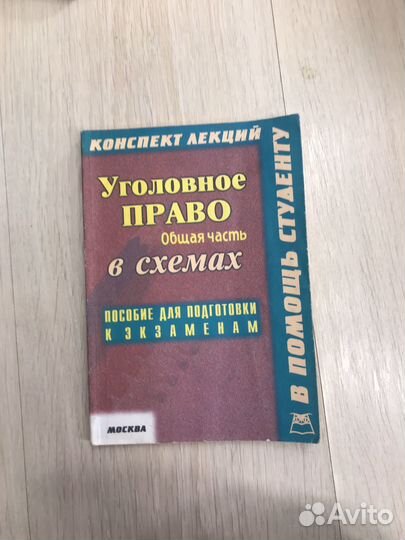 КОНСПЕКТ ЛЕКЦИЙ
УГОЛОВНОЕ
ПРАВО
Общая часть
в схемах
ПОСОБИЕ ДЛЯ ПОДГОТОВКИ
К ЭКЗАМЕНАМ
МОСКВА
В ПОМОЩЬ СТУДЕНТУ
Avito